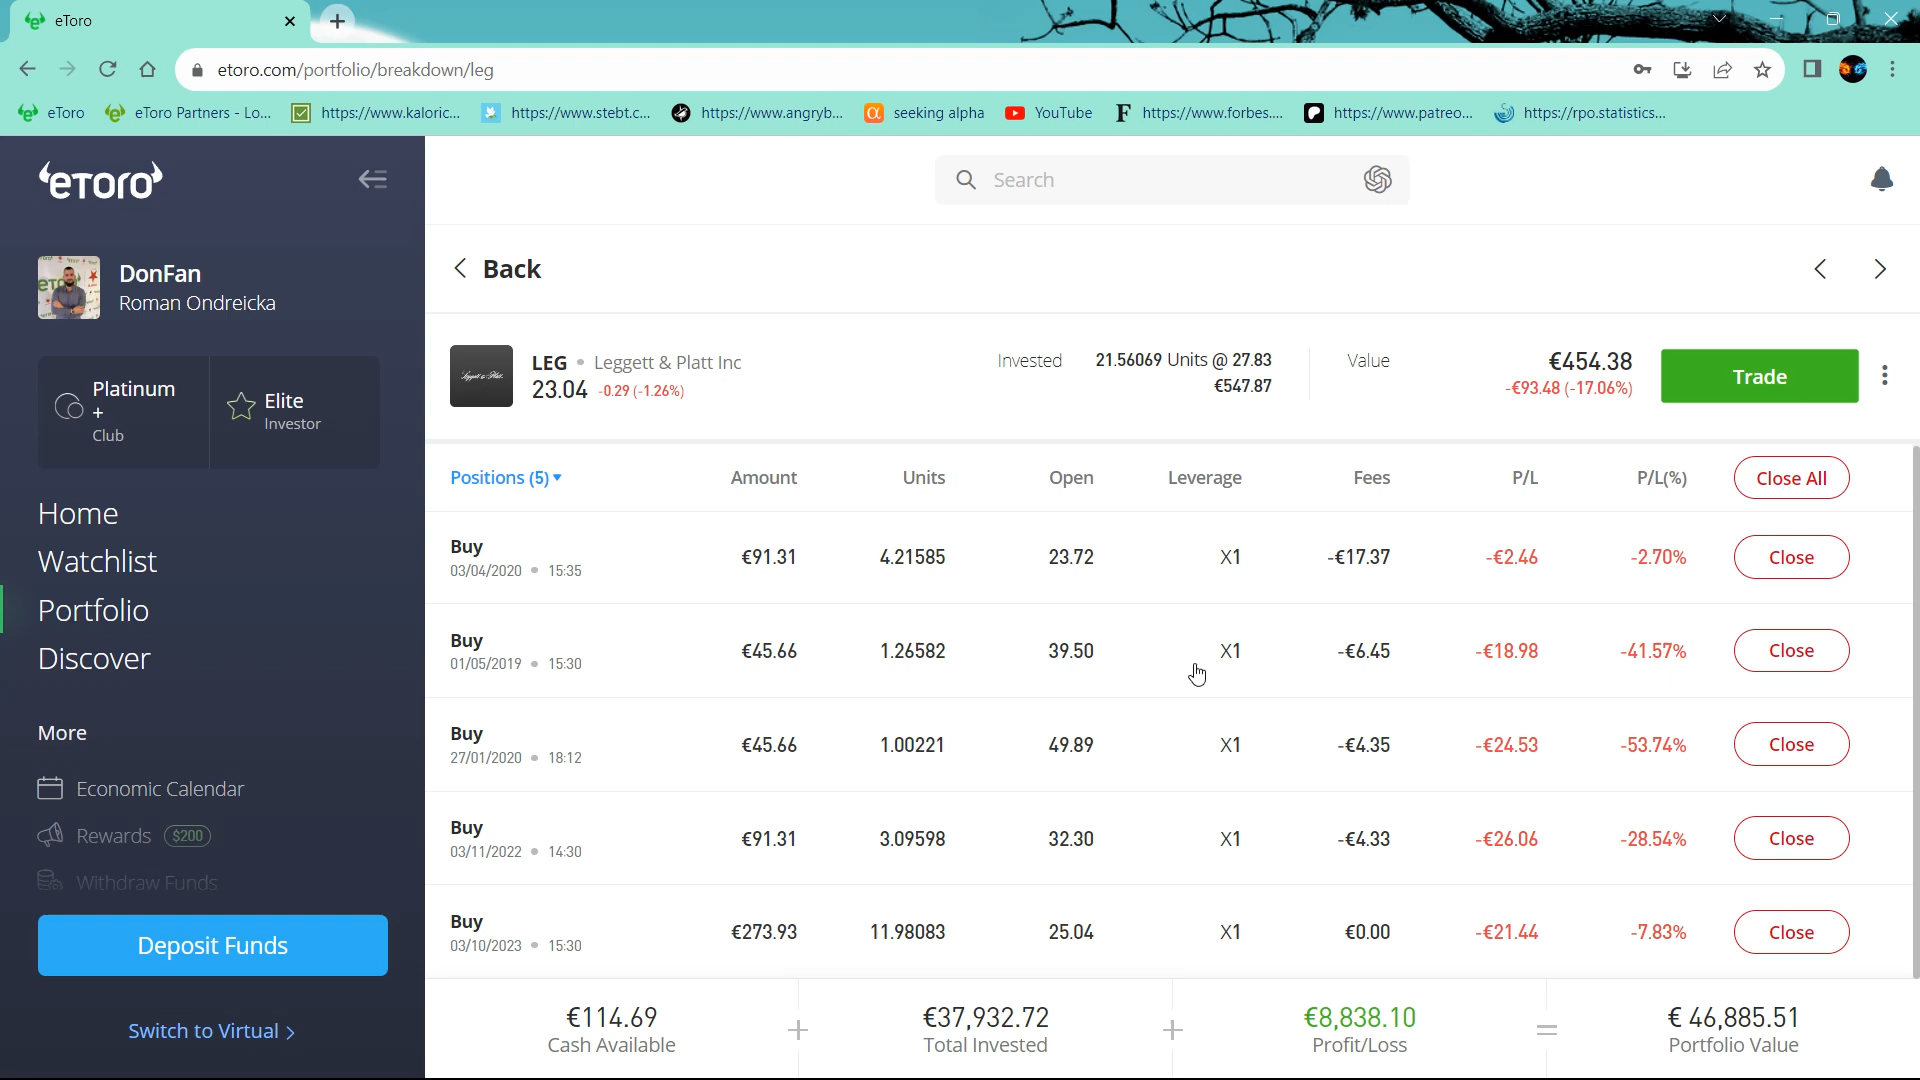 eToro
etoro.com/portfolio/breakdown/leg
eToro eToro Partners - Lo... https://www.kaloric... https://www.stebt.c... https://www.angryb... seeking alpha YouTube https://www.forbes.... https://www.patreo... https://rpo.statistics...
eToro
Search
DonFan
Roman Ondreicka
Platinum
+
Club
Elite
Investor
Home
Watchlist
Portfolio
Discover
More
Economic Calendar
Rewards $200
Withdraw Funds
Deposit Funds
Switch to Virtual >
Back
LEG • Leggett & Platt Inc
23.04 -0.29 (-1.26%)
Invested 21.56069 Units @ 27.83
€547.87
Value €454.38
-€93.48 (-17.06%)
Trade
Positions (5) Amount Units Open Leverage Fees P/L P/L(%) Close All
Buy
03/04/2020 • 15:35 €91.31 4.21585 23.72 X1 -€17.37 -€2.46 -2.70% Close
Buy
01/05/2019 • 15:30 €45.66 1.26582 39.50 X1 -€6.45 -€18.98 -41.57% Close
Buy
27/01/2020 • 18:12 €45.66 1.00221 49.89 X1 -€4.35 -€24.53 -53.74% Close
Buy
03/11/2022 • 14:30 €91.31 3.09598 32.30 X1 -€4.33 -€26.06 -28.54% Close
Buy
03/10/2023 • 15:30 €273.93 11.98083 25.04 X1 €0.00 -€21.44 -7.83% Close
€114.69 + €37,932.72 + €8,838.10 = € 46,885.51
Cash Available Total Invested Profit/Loss Portfolio Value